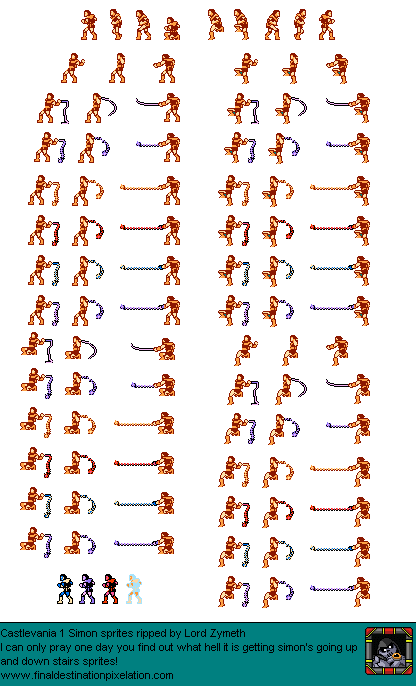 Castlevania 1 Simon sprites ripped by Lord Zymeth
I can only pray one day you find out what hell it is getting simon's going up
and down stairs sprites!
www.finaldestinationpixelation.com